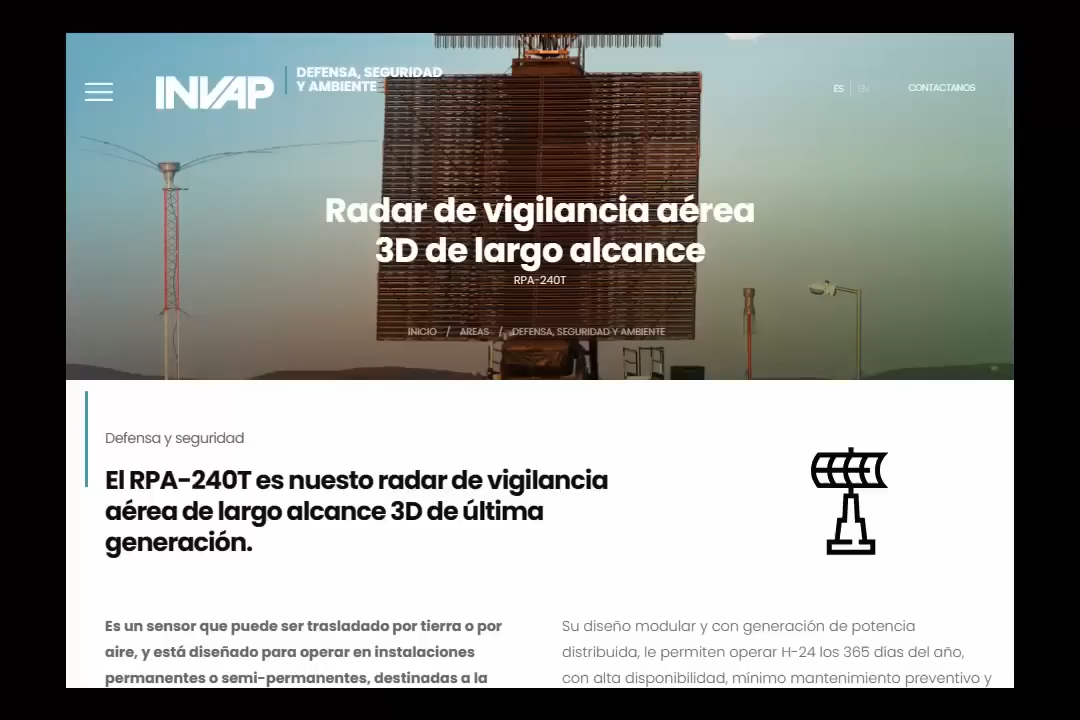 INVAP
DEFENSA, SEGURIDAD
Y AMBIENTE
ES
EN
CONTACTANOS
Radar de vigilancia aérea
3D de largo alcance
RPA-240T
INICIO / AREAS / DEFENSA, SEGURIDAD Y AMBIENTE
Defensa y seguridad
El RPA-240T es nuesto radar de vigilancia
aérea de largo alcance 3D de última
generación.
Es un sensor que puede ser trasladado por tierra o por
aire, y está diseñado para operar en instalaciones
permanentes o semi-permanentes, destinadas a la
Su diseño modular y con generación de potencia
distribuida, le permiten operar H-24 los 365 días del año,
con alta disponibilidad, mínimo mantenimiento preventivo y